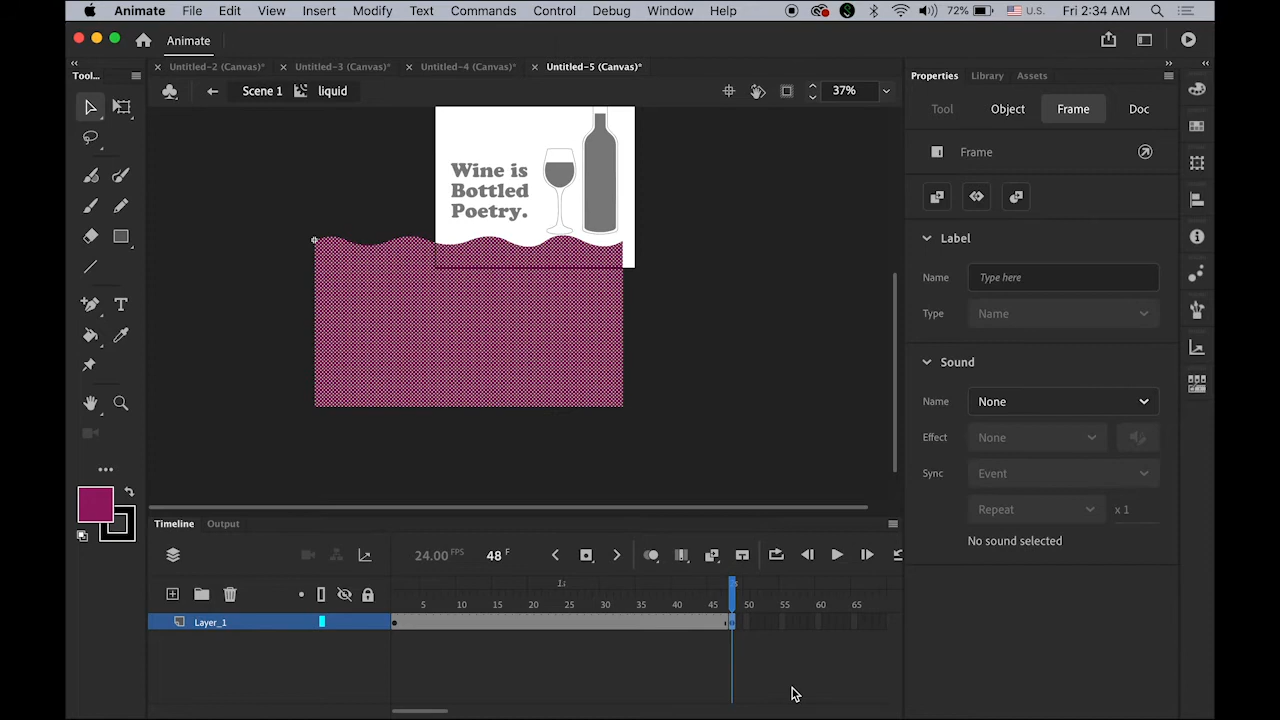 Animate File Edit View Insert Modify Text Commands Control Debug Window Help 72% U.S. Fri 2:34 AM
Animate
Untitled-2 (Canvas)* Untitled-3 (Canvas)* Untitled-4 (Canvas)* Untitled-5 (Canvas)*
Tool...
Scene 1 liquid 37%
Wine is
Bottled
Poetry.
Properties Library Assets
Tool Object Frame Doc
Frame
Label
Name Type here
Type Name
Sound
Name None
Effect None
Sync Event
Repeat x 1
No sound selected
Timeline Output
24.00 FPS 48 F
1s
5 10 15 20 25 30 35 40 45 50 55 60 65
Layer_1